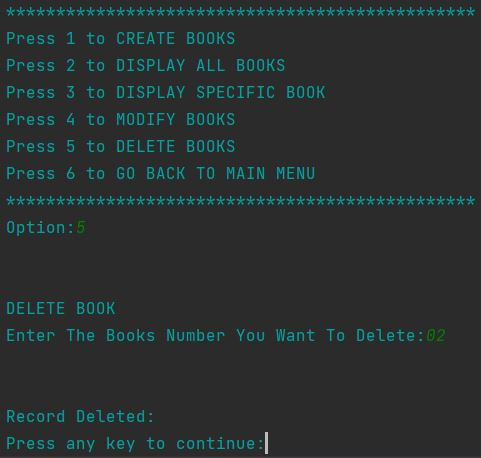 ***********************************************
Press 1 to CREATE BOOKS
Press 2 to DISPLAY ALL BOOKS
Press 3 to DISPLAY SPECIFIC BOOK
Press 4 to MODIFY BOOKS
Press 5 to DELETE BOOKS
Press 6 to GO BACK TO MAIN MENU
***********************************************
Option:5
DELETE BOOK
Enter The Books Number You Want To Delete:02
Record Deleted:
Press any key to continue: